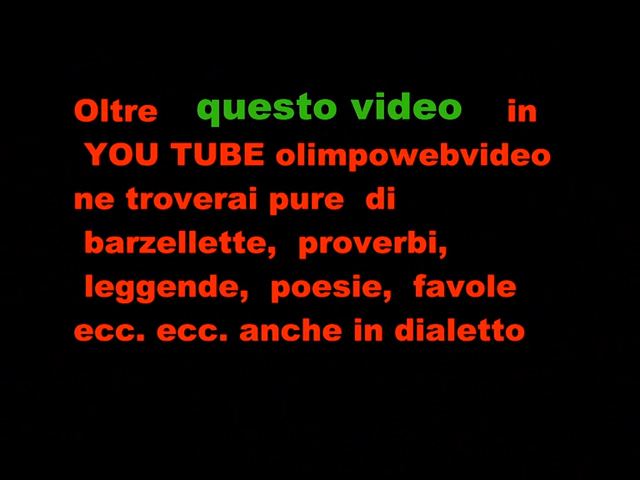 Oltre questo video in
YOU TUBE olimpowebvideo
ne troverai pure di
barzellette, proverbi,
leggende, poesie, favole
ecc. ecc. anche in dialetto